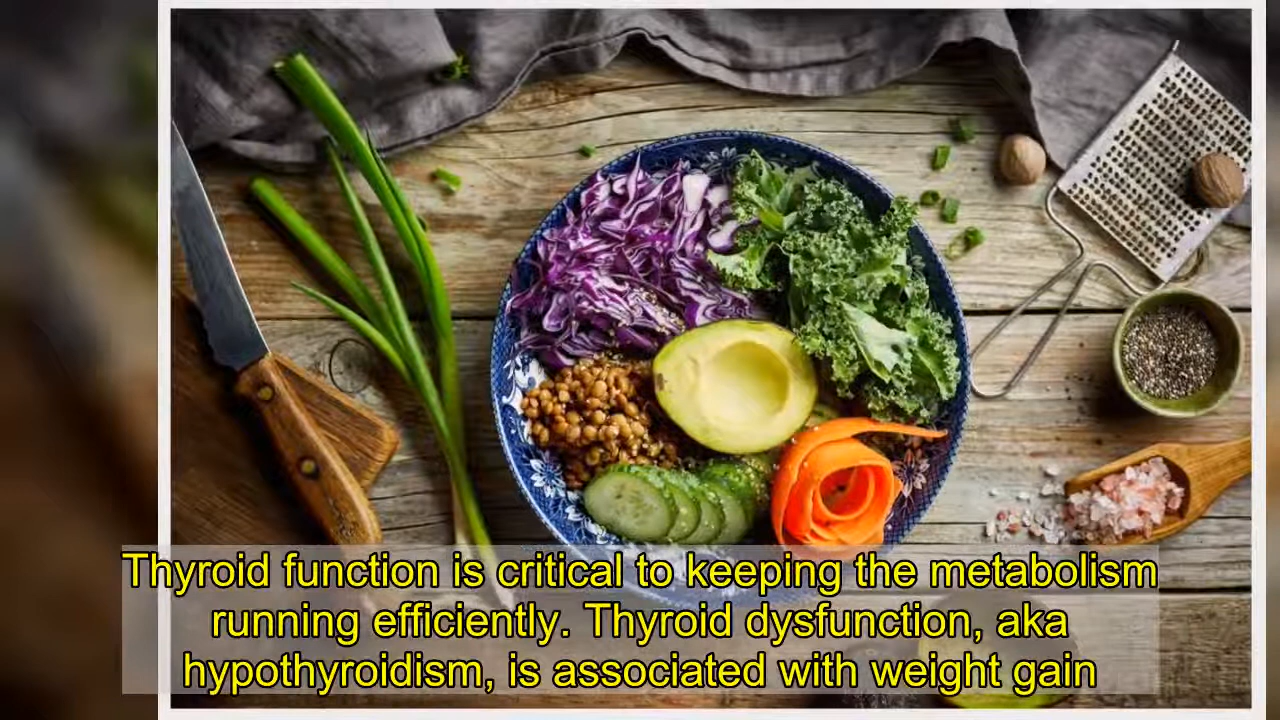 Thyroid function is critical to keeping the metabolism
running efficiently. Thyroid dysfunction, aka
hypothyroidism, is associated with weight gain